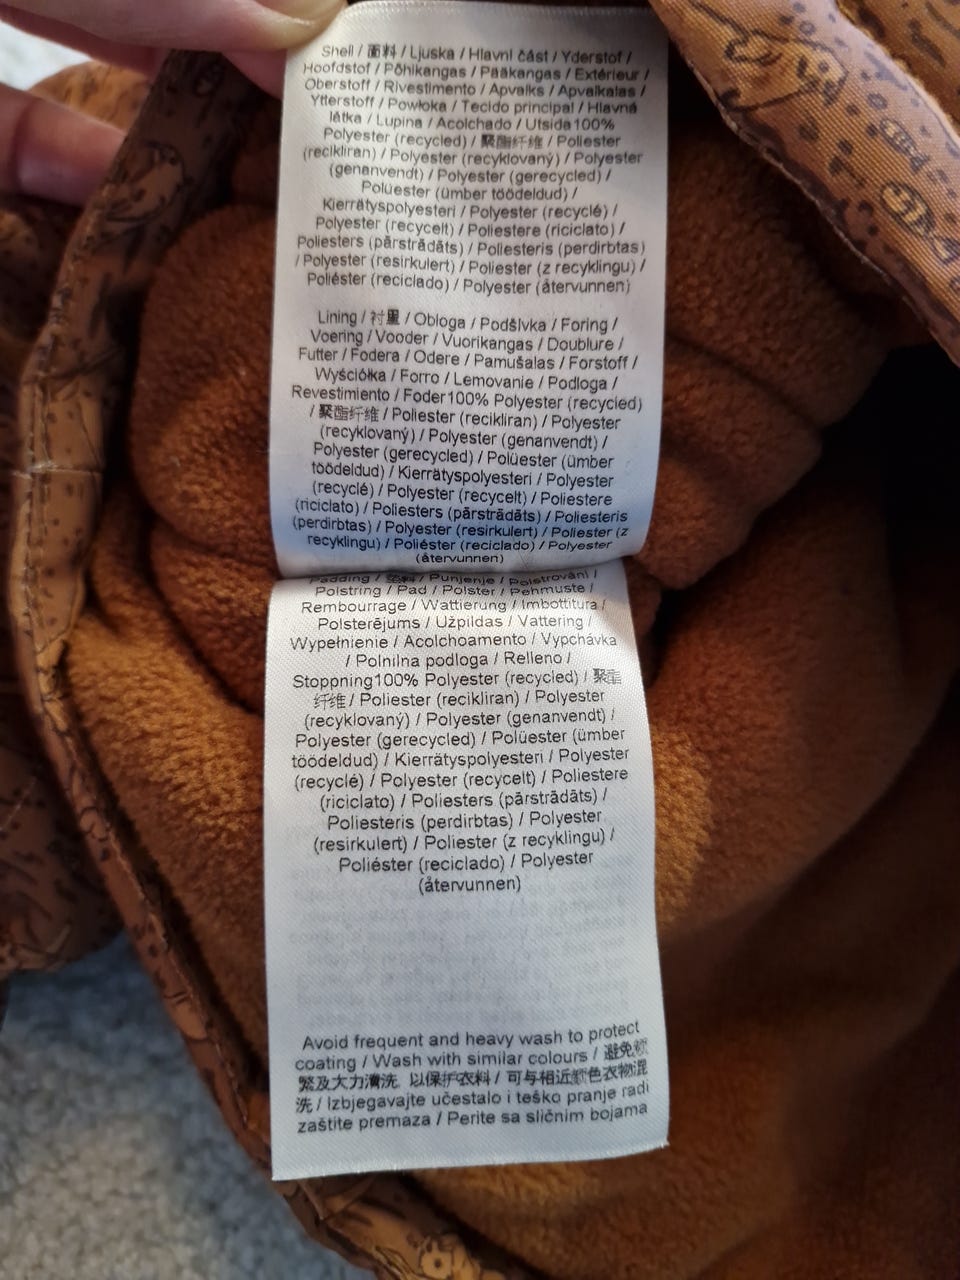 Shell / 面料 / Ljuska / Hlavní část / Yderstof /
Hoofdstof / Põhikangas / Pääkangas / Extérieur /
Oberstoff / Rivestimento / Apvalks / Apvalkalas /
Ytterstoff / Powłoka / Tecido principal / Hlavná
látka / Lupina / Acolchado / Utsida100%
Polyester (recycled) / 聚酯纤维 / Poliester
(recikliran) / Polyester (recyklovaný) / Polyester
(genanvendt) / Polyester (gerecycled) /
Polüester (ümber töödeldud) /
Kierrätyspolyesteri / Polyester (recyclé) /
Polyester (recycelt) / Poliestere (riciclato) /
Poliesters (pārstrādāts) / Poliesteris (perdirbtas)
/ Polyester (resirkulert) / Poliester (z recyklingu) /
Poliéster (reciclado) / Polyester (återvunnen)
Lining / 衬里 / Obloga / Podšívka / Foring /
Voering / Vooder / Vuorikangas / Doublure /
Futter / Fodera / Odere / Pamušalas / Forstoff /
Wyściółka / Forro / Lemovanie / Podloga /
Revestimiento / Foder100% Polyester (recycled)
/ 聚酯纤维 / Poliester (recikliran) / Polyester
(recyklovaný) / Polyester (genanvendt) /
Polyester (gerecycled) / Polüester (ümber
töödeldud) / Kierrätyspolyesteri / Polyester
(recyclé) / Polyester (recycelt) / Poliestere
(riciclato) / Poliesters (pārstrādāts) / Poliesteris
(perdirbtas) / Polyester (resirkulert) / Poliester (z
recyklingu) / Poliéster (reciclado) / Polyester
(återvunnen)
Padding / 垫料 / Punjenje / Polstrování /
Polstring / Pad / Polster / Pehmuste /
Rembourrage / Wattierung / Imbottitura /
Polsterējums / Užpildas / Vattering /
Wypełnienie / Acolchoamento / Vypchávka
/ Polnilna podloga / Relleno /
Stoppning100% Polyester (recycled) / 聚酯
纤维 / Poliester (recikliran) / Polyester
(recyklovaný) / Polyester (genanvendt) /
Polyester (gerecycled) / Polüester (ümber
töödeldud) / Kierrätyspolyesteri / Polyester
(recyclé) / Polyester (recycelt) / Poliestere
(riciclato) / Poliesters (pārstrādāts) /
Poliesteris (perdirbtas) / Polyester
(resirkulert) / Poliester (z recyklingu) /
Poliéster (reciclado) / Polyester
(återvunnen)
Avoid frequent and heavy wash to protect
coating / Wash with similar colours / 避免频
繁及大力清洗, 以保护衣料 / 可与相近颜色衣物混
洗 / Izbjegavajte učestalo i teško pranje radi
zaštite premaza / Perite sa sličnim bojama